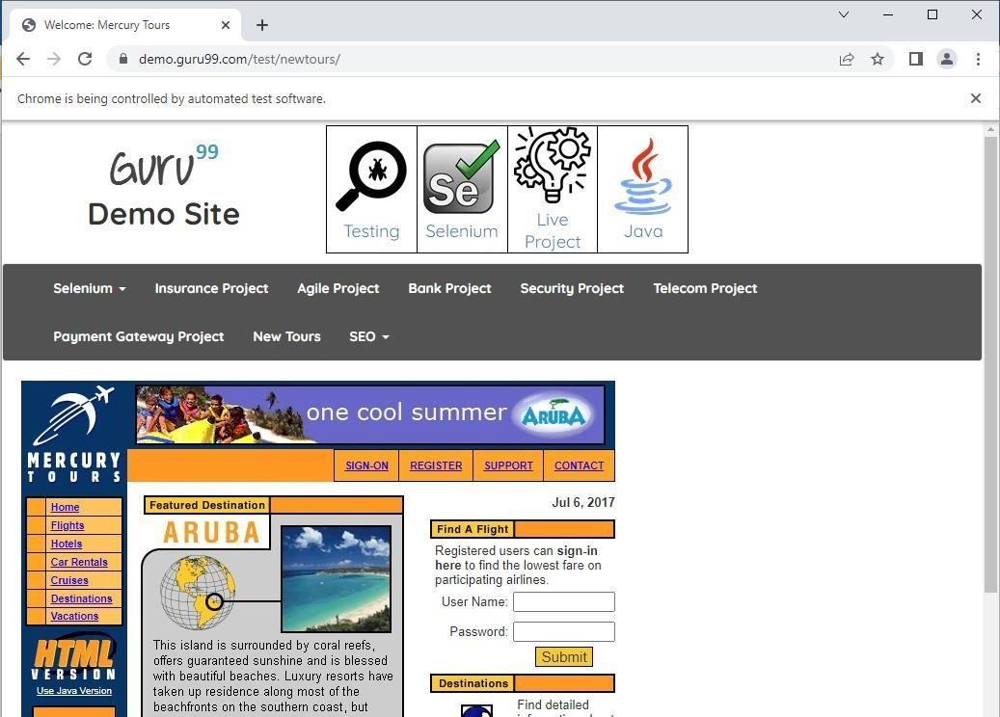 Welcome: Mercury Tours
demo.guru99.com/test/newtours/
Chrome is being controlled by automated test software.
Guru99
Demo Site
Testing
Se
Selenium
Live
Project
Java
Selenium
Insurance Project
Agile Project
Bank Project
Security Project
Telecom Project
Payment Gateway Project
New Tours
SEO
MERCURY
TOURS
one cool summer
ARUBA
SIGN-ON
REGISTER
SUPPORT
CONTACT
Home
Flights
Hotels
Car Rentals
Cruises
Destinations
Vacations
HTML
VERSION
Use Java Version
Featured Destination
ARUBA
This island is surrounded by coral reefs,
offers guaranteed sunshine and is blessed
with beautiful beaches. Luxury resorts have
taken up residence along most of the
beachfronts on the southern coast, but
Jul 6, 2017
Find A Flight
Registered users can sign-in
here to find the lowest fare on
participating airlines.
User Name:
Password:
Submit
Destinations
Find detailed